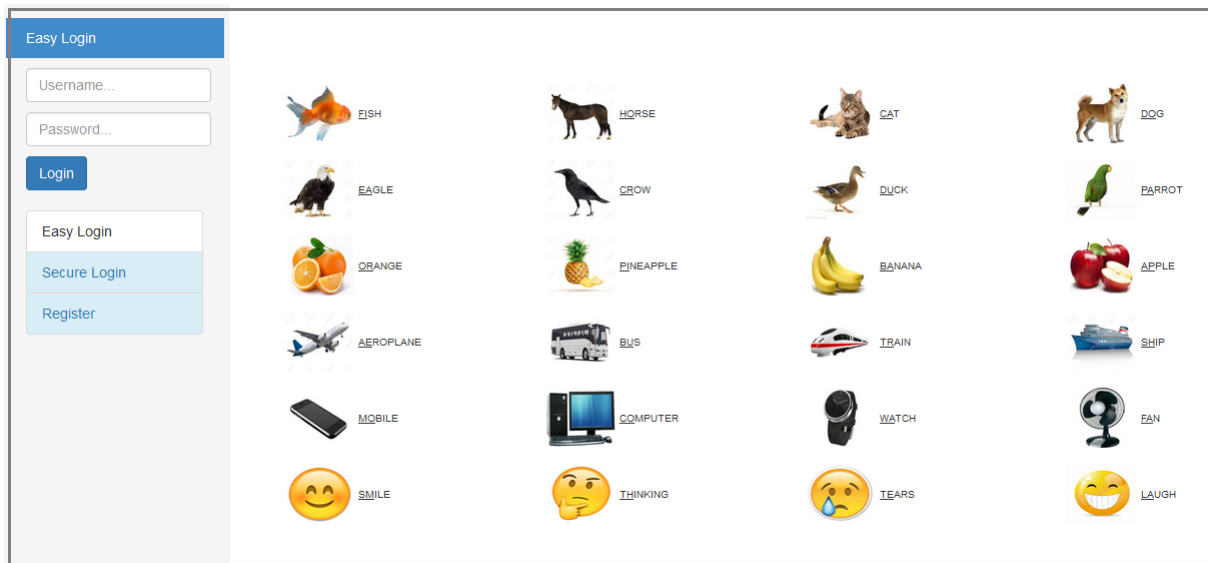 Easy Login
Username...
Password...
Login
Easy Login
Secure Login
Register
FISH HORSE CAT DOG
EAGLE CROW DUCK PARROT
ORANGE PINEAPPLE BANANA APPLE
AEROPLANE BUS TRAIN SHIP
MOBILE COMPUTER WATCH FAN
SMILE THINKING TEARS LAUGH